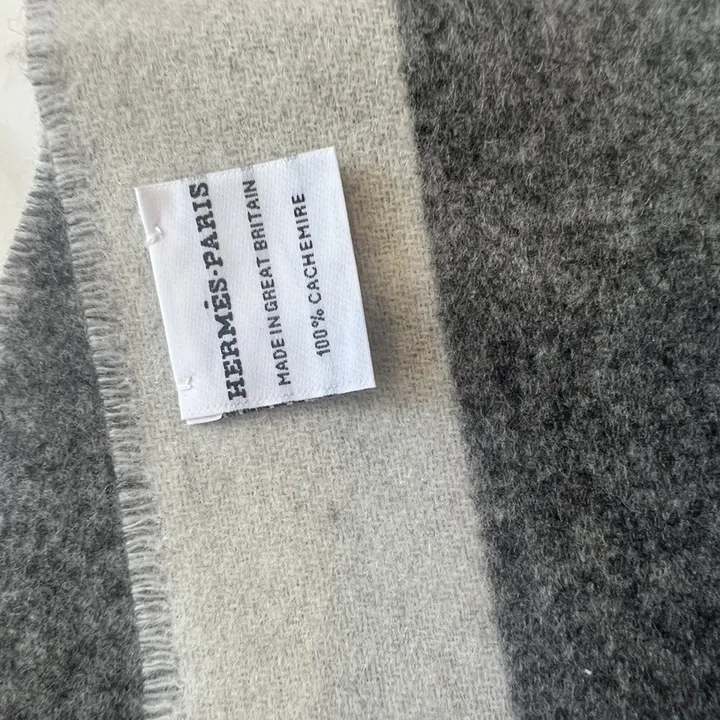 HERMÈS-PARIS
MADE IN GREAT BRITAIN
100% CACHEMIRE